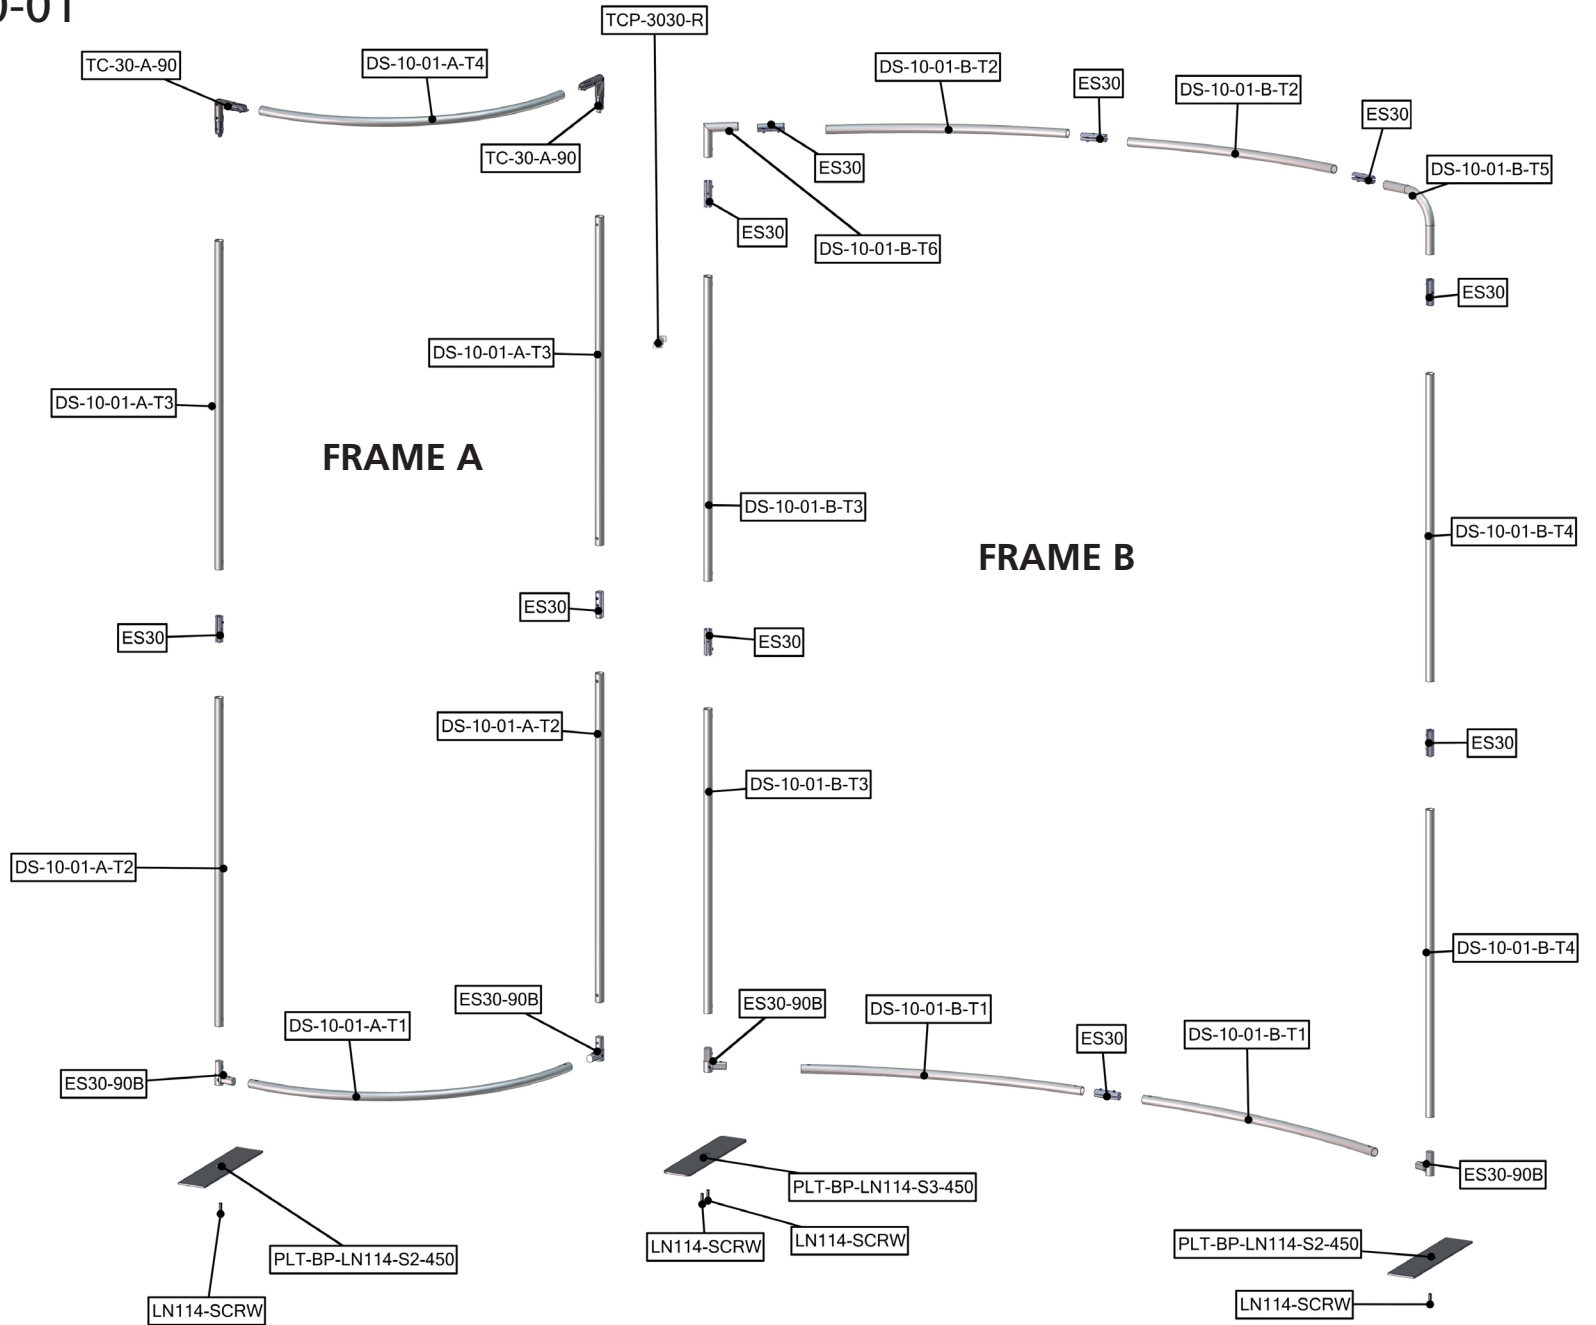 TCP-3030-R
TC-30-A-90
DS-10-01-A-T4
DS-10-01-B-T2
ES30
DS-10-01-B-T2
ES30
TC-30-A-90
ES30
DS-10-01-B-T5
ES30
DS-10-01-B-T6
ES30
DS-10-01-A-T3
DS-10-01-A-T3
FRAME A
DS-10-01-B-T3
FRAME B
DS-10-01-B-T4
ES30
ES30
ES30
DS-10-01-A-T2
ES30
DS-10-01-B-T3
DS-10-01-A-T2
DS-10-01-B-T4
ES30-90B
ES30-90B
DS-10-01-B-T1
DS-10-01-A-T1
ES30
DS-10-01-B-T1
ES30-90B
ES30-90B
PLT-BP-LN114-S3-450
LN114-SCRW
LN114-SCRW
PLT-BP-LN114-S2-450
PLT-BP-LN114-S2-450
LN114-SCRW
LN114-SCRW